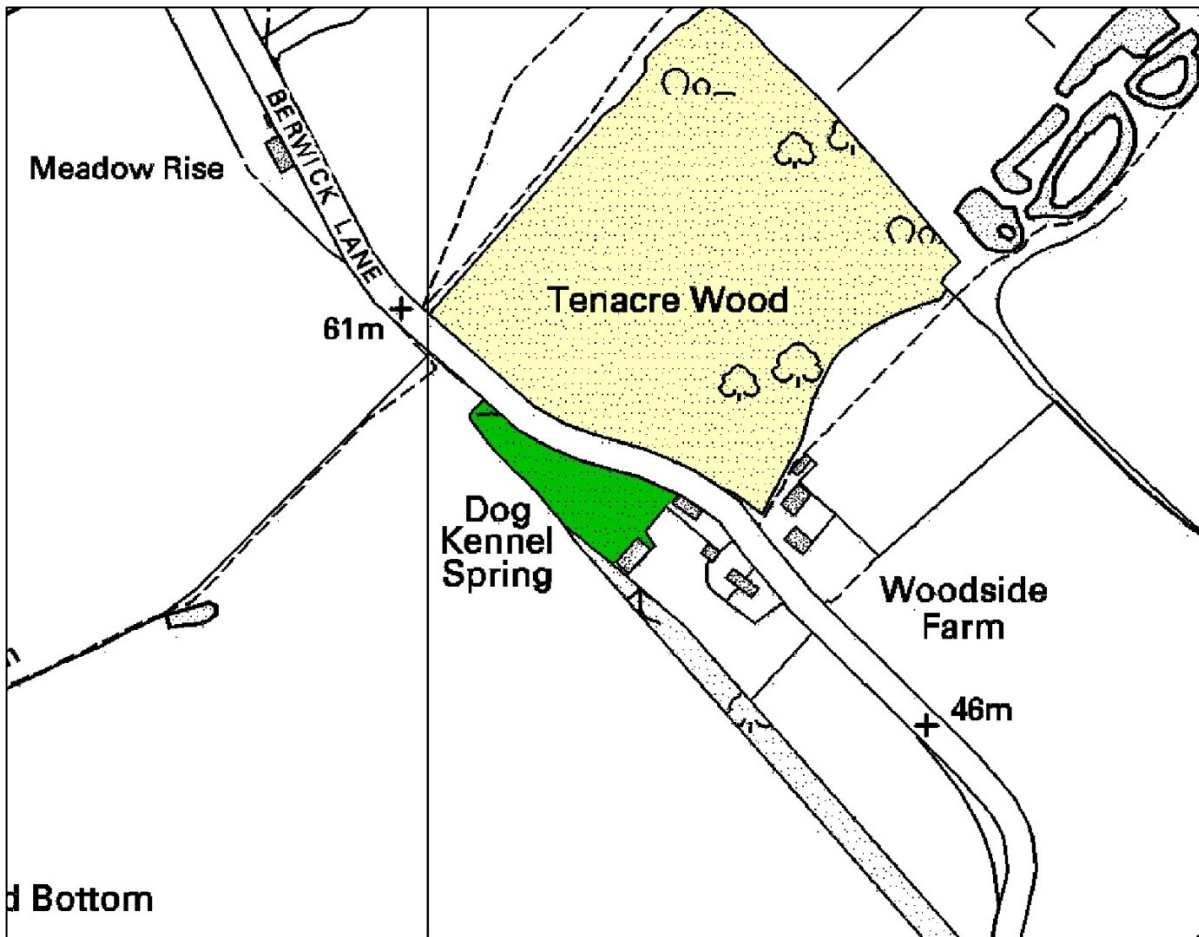 BERWICK LANE
Meadow Rise
Tenacre Wood
61m
Dog
Kennel
Spring
Woodside
Farm
46m
d Bottom